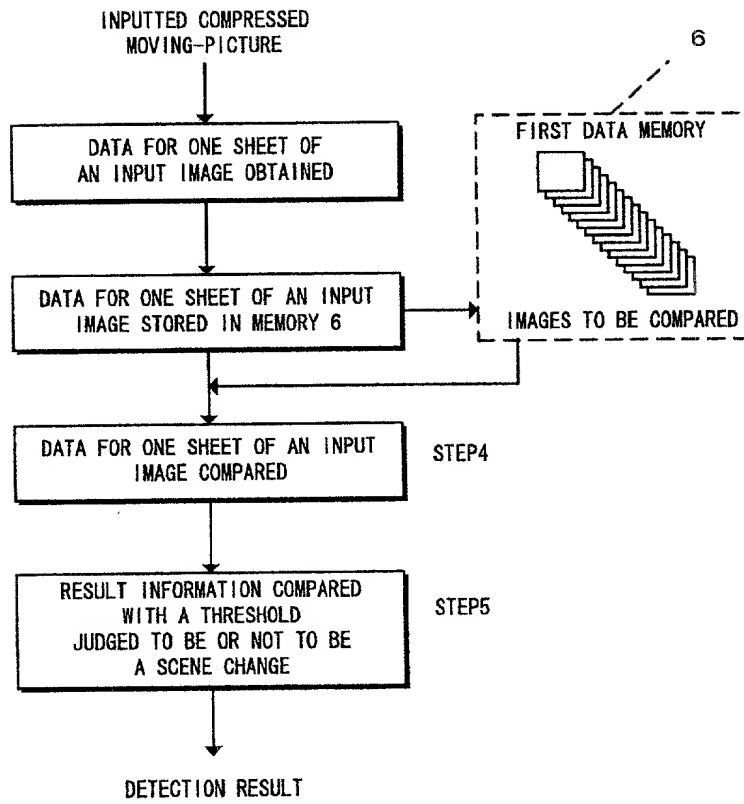 INPUTTED COMPRESSED
MOVING-PICTURE
6
DATA FOR ONE SHEET OF
AN INPUT IMAGE OBTAINED
FIRST DATA MEMORY
DATA FOR ONE SHEET OF AN INPUT
IMAGE STORED IN MEMORY 6
IMAGES TO BE COMPARED
DATA FOR ONE SHEET OF AN INPUT
IMAGE COMPARED
STEP4
RESULT INFORMATION COMPARED
WITH A THRESHOLD
JUDGED TO BE OR NOT TO BE
A SCENE CHANGE
STEP5
DETECTION RESULT